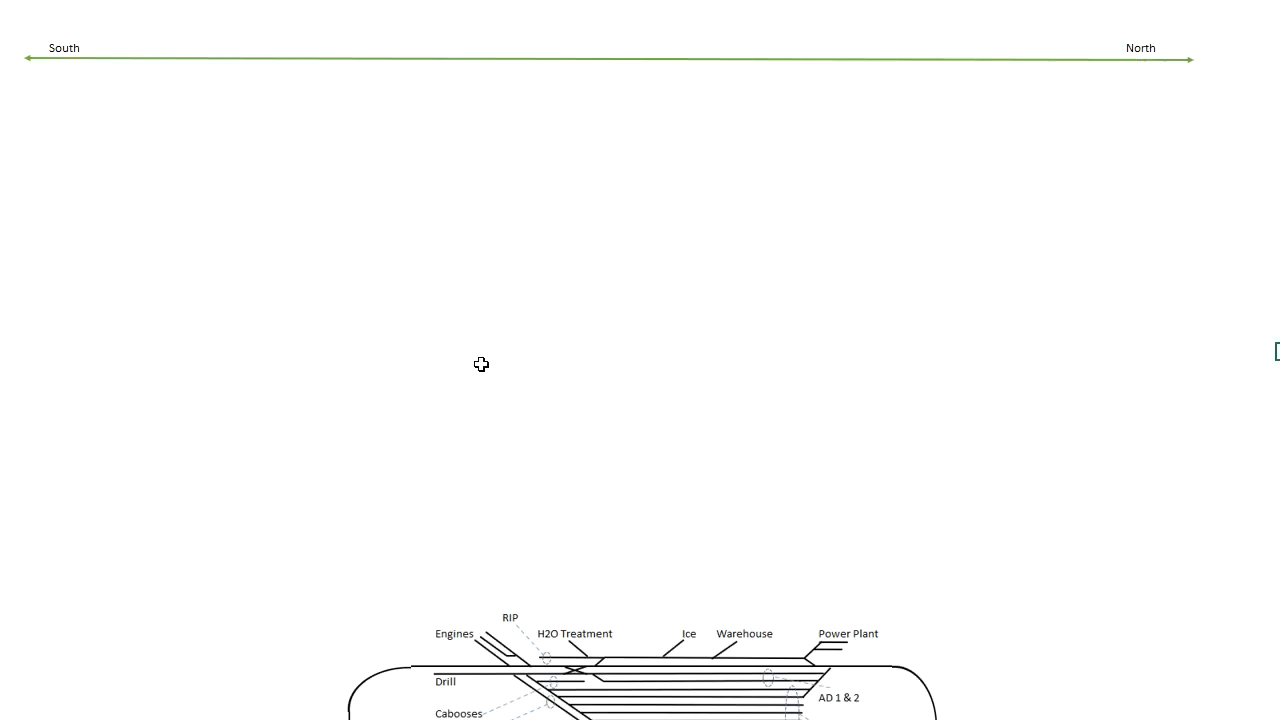 South North
RIP
Engines H2O Treatment Ice Warehouse Power Plant
Drill
AD 1 & 2
Cabooses